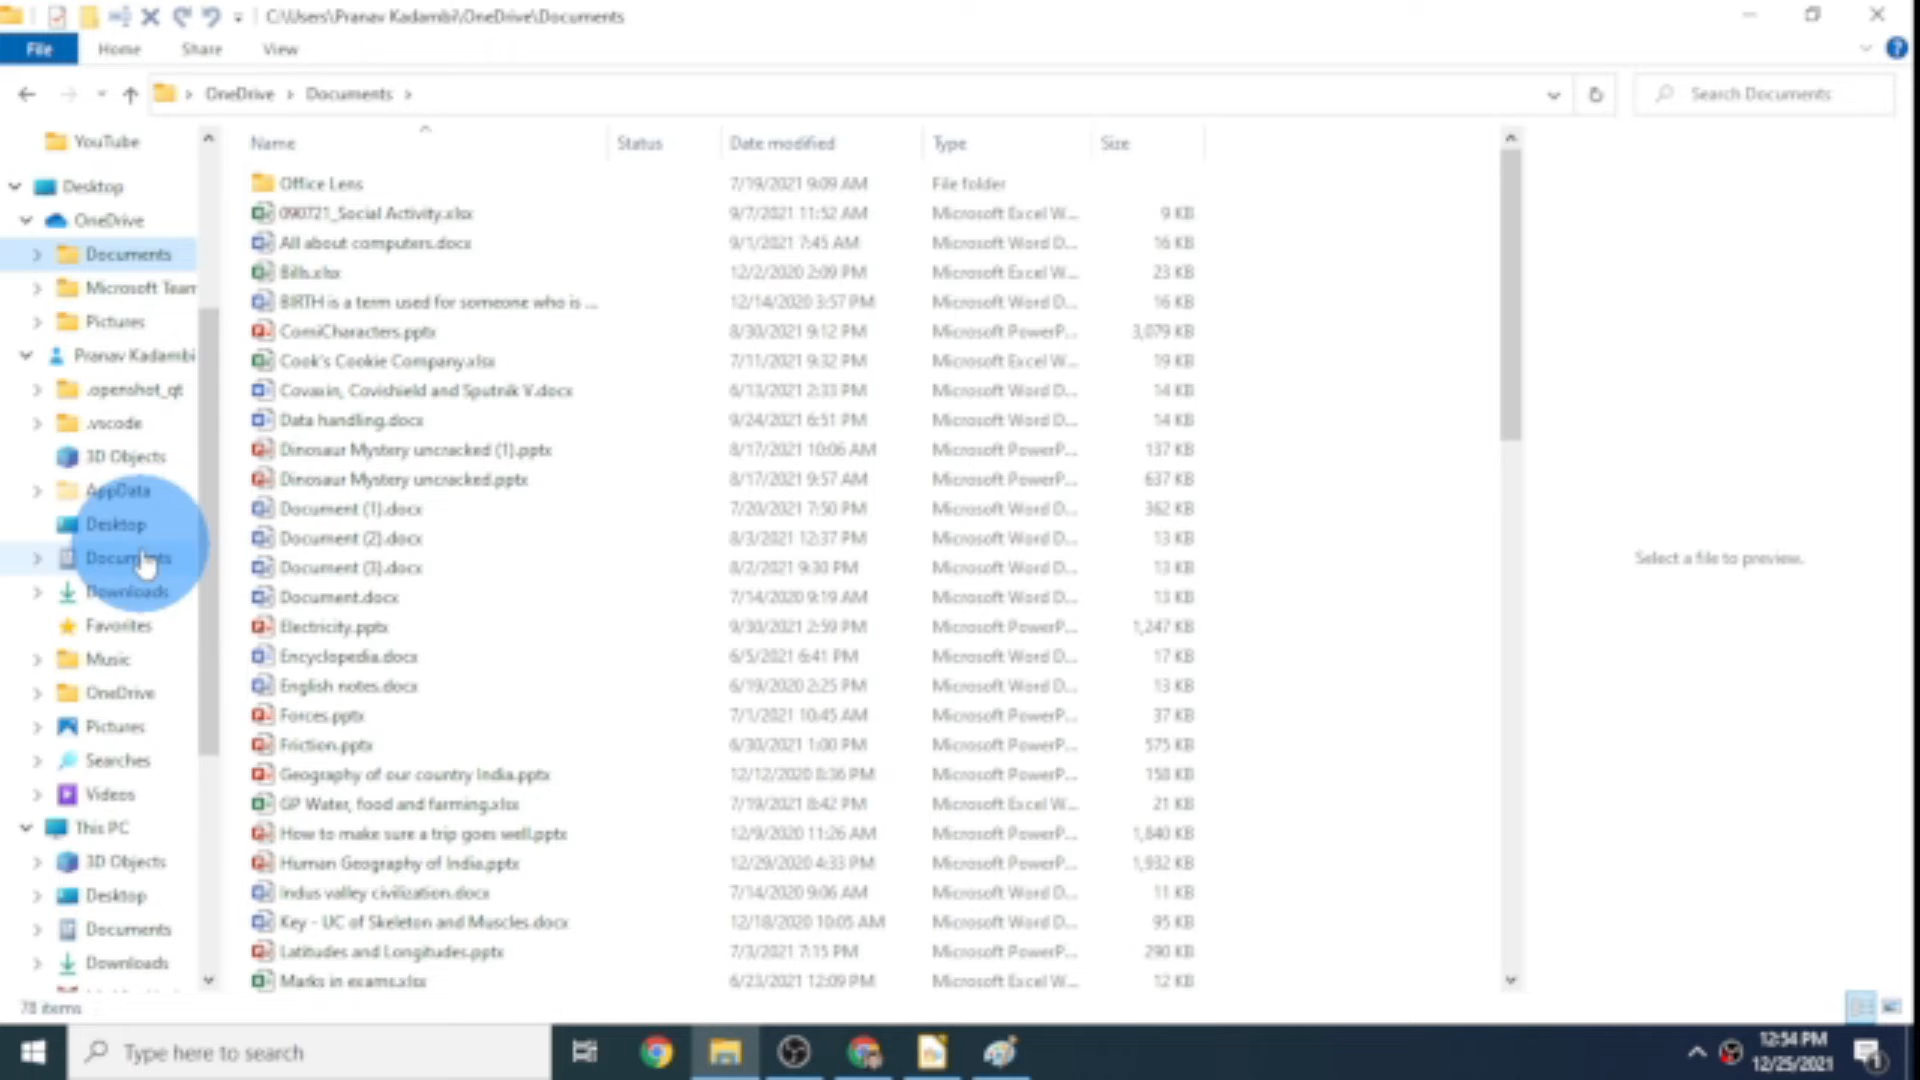 C:\Users\Pranav Kadambi\OneDrive\Documents
File Home Share View
OneDrive Documents
Search Documents
YouTube
Desktop
OneDrive
Documents
Microsoft Team
Pictures
Pranav Kadambi
.openshot_qt
.vscode
3D Objects
AppData
Desktop
Documents
Downloads
Favorites
Music
OneDrive
Pictures
Searches
Videos
This PC
3D Objects
Desktop
Documents
Downloads
Name Status Date modified Type Size
Office Lens 7/19/2021 9:09 AM File folder
090721_Social Activity.xlsx 9/7/2021 11:52 AM Microsoft Excel W... 9 KB
All about computers.docx 9/1/2021 7:45 AM Microsoft Word D... 16 KB
Bills.xlsx 12/2/2020 2:09 PM Microsoft Excel W... 23 KB
BIRTH is a term used for someone who is ... 12/14/2020 3:57 PM Microsoft Word D... 16 KB
ComiCharacters.pptx 8/30/2021 9:12 PM Microsoft PowerP... 3,079 KB
Cook's Cookie Company.xlsx 7/11/2021 9:32 PM Microsoft Excel W... 19 KB
Covaxin, Covishield and Sputnik V.docx 6/13/2021 2:33 PM Microsoft Word D... 14 KB
Data handling.docx 9/24/2021 6:51 PM Microsoft Word D... 14 KB
Dinosaur Mystery uncracked (1).pptx 8/17/2021 10:06 AM Microsoft PowerP... 137 KB
Dinosaur Mystery uncracked.pptx 8/17/2021 9:57 AM Microsoft PowerP... 637 KB
Document (1).docx 7/20/2021 7:50 PM Microsoft Word D... 362 KB
Document (2).docx 8/3/2021 12:37 PM Microsoft Word D... 13 KB
Document (3).docx 8/2/2021 9:30 PM Microsoft Word D... 13 KB
Document.docx 7/14/2020 9:19 AM Microsoft Word D... 13 KB
Electricity.pptx 9/30/2021 2:59 PM Microsoft PowerP... 1,247 KB
Encyclopedia.docx 6/5/2021 6:41 PM Microsoft Word D... 17 KB
English notes.docx 6/19/2020 2:25 PM Microsoft Word D... 13 KB
Forces.pptx 7/1/2021 10:45 AM Microsoft PowerP... 37 KB
Friction.pptx 6/30/2021 1:00 PM Microsoft PowerP... 575 KB
Geography of our country India.pptx 12/12/2020 8:36 PM Microsoft PowerP... 158 KB
GP Water, food and farming.xlsx 7/19/2021 8:42 PM Microsoft Excel W... 21 KB
How to make sure a trip goes well.pptx 12/9/2020 11:26 AM Microsoft PowerP... 1,840 KB
Human Geography of India.pptx 12/29/2020 4:33 PM Microsoft PowerP... 1,932 KB
Indus valley civilization.docx 7/14/2020 9:06 AM Microsoft Word D... 11 KB
Key - UC of Skeleton and Muscles.docx 12/18/2020 10:05 AM Microsoft Word D... 95 KB
Latitudes and Longitudes.pptx 7/3/2021 7:15 PM Microsoft PowerP... 290 KB
Marks in exams.xlsx 6/23/2021 12:09 PM Microsoft Excel W... 12 KB
Select a file to preview.
78 items
Type here to search
12:54 PM
12/25/2021
1